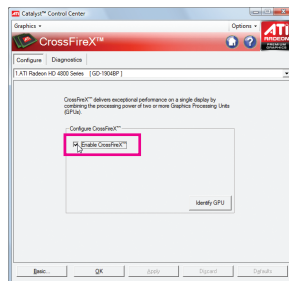 Catalyst™ Control Center
Graphics
Options
CrossFireX™
ATI
RADEON
PREMIUM
GRAPHICS
Configure
Diagnostics
1.ATI Radeon HD 4800 Series [ GD-1904BP ]
CrossFireX™ delivers exceptional performance on a single display by
combining the processing power of two or more Graphics Processing Units
(GPUs)
Configure CrossFireX™
Enable CrossFireX™
Identify GPU
Basic...
OK
Apply
Discard
Defaults